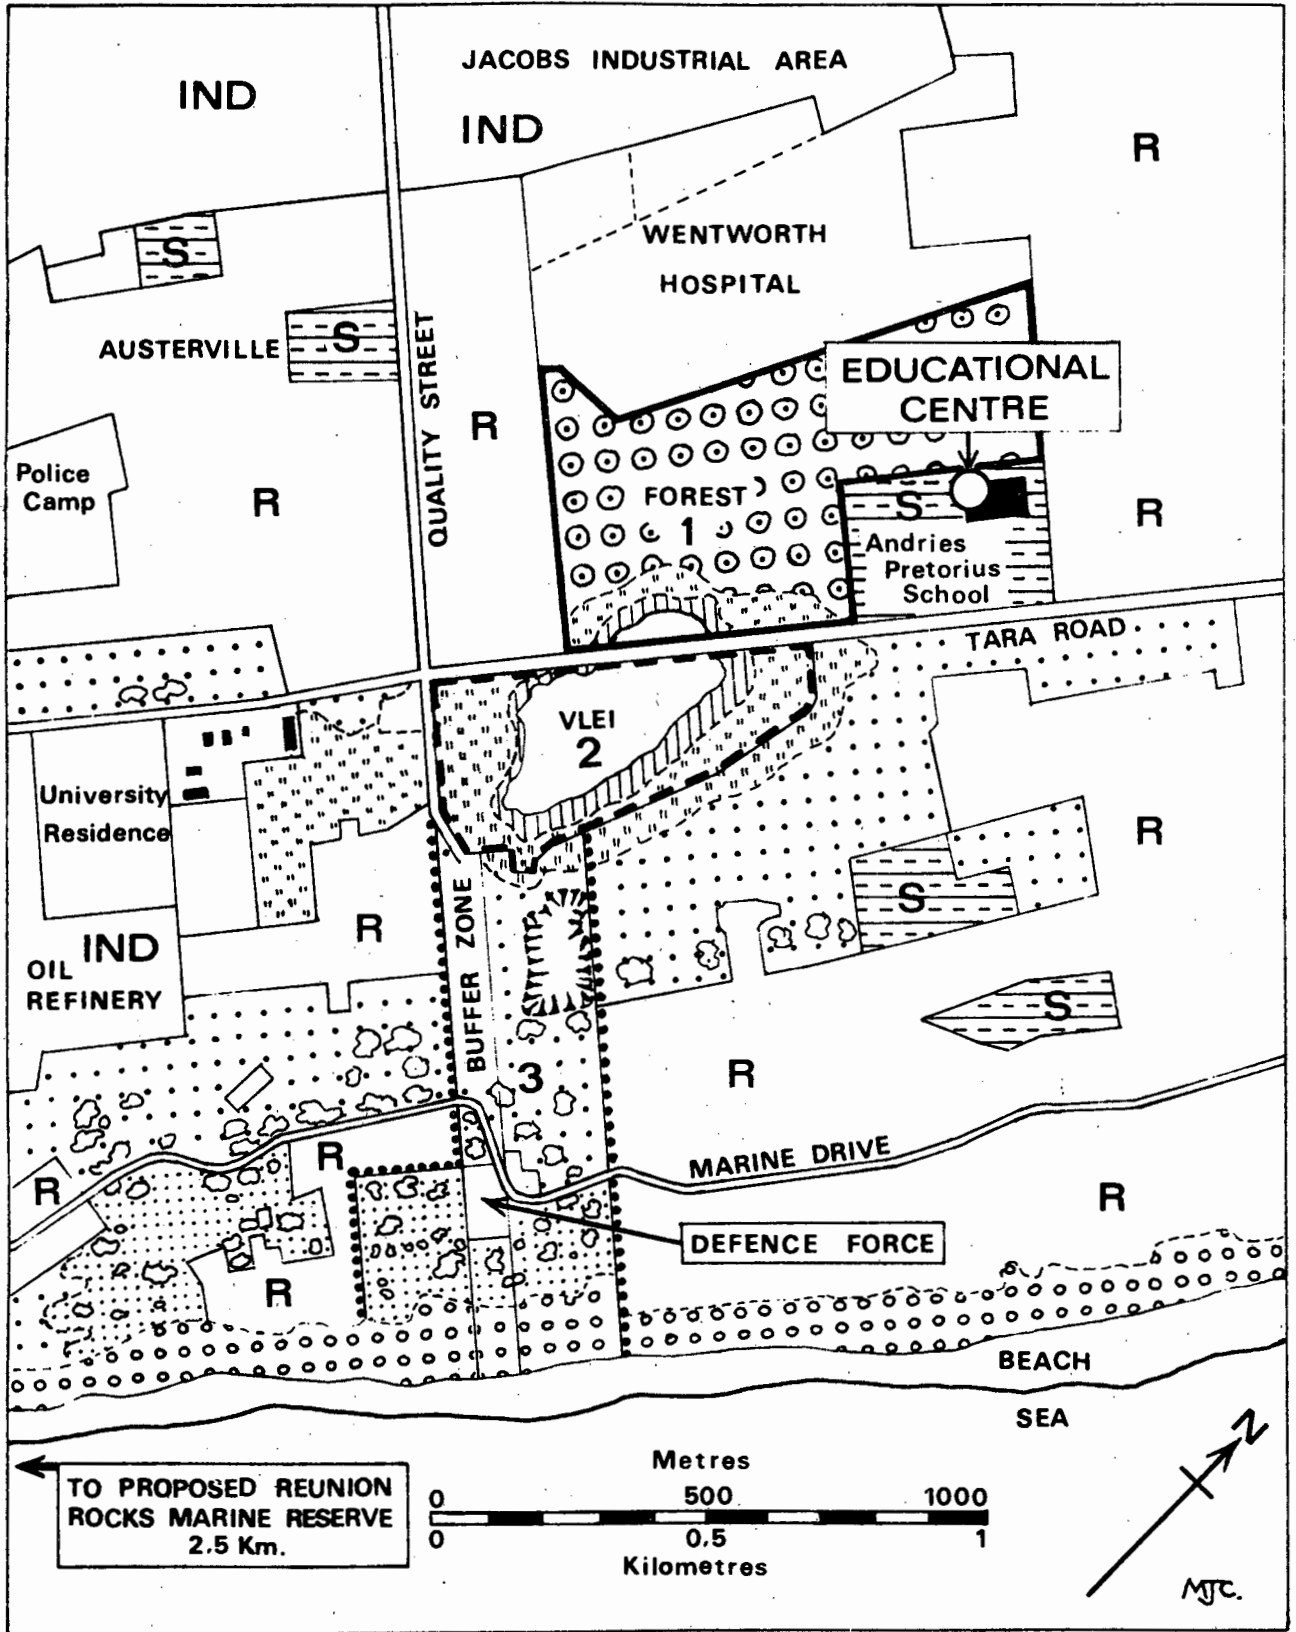 JACOBS INDUSTRIAL AREA
IND
IND
R
S
WENTWORTH
HOSPITAL
AUSTERVILLE
S
QUALITY STREET
EDUCATIONAL
CENTRE
R
Police
Camp
R
FOREST
1
S
R
Andries
Pretorius
School
TARA ROAD
VLEI
2
University
Residence
R
S
R
IND
OIL
REFINERY
BUFFER ZONE
S
3
R
R
MARINE DRIVE
R
R
DEFENCE FORCE
R
BEACH
SEA
N
TO PROPOSED REUNION
ROCKS MARINE RESERVE
2.5 Km.
Metres
0 500 1000
0 0,5 1
Kilometres
MJC.